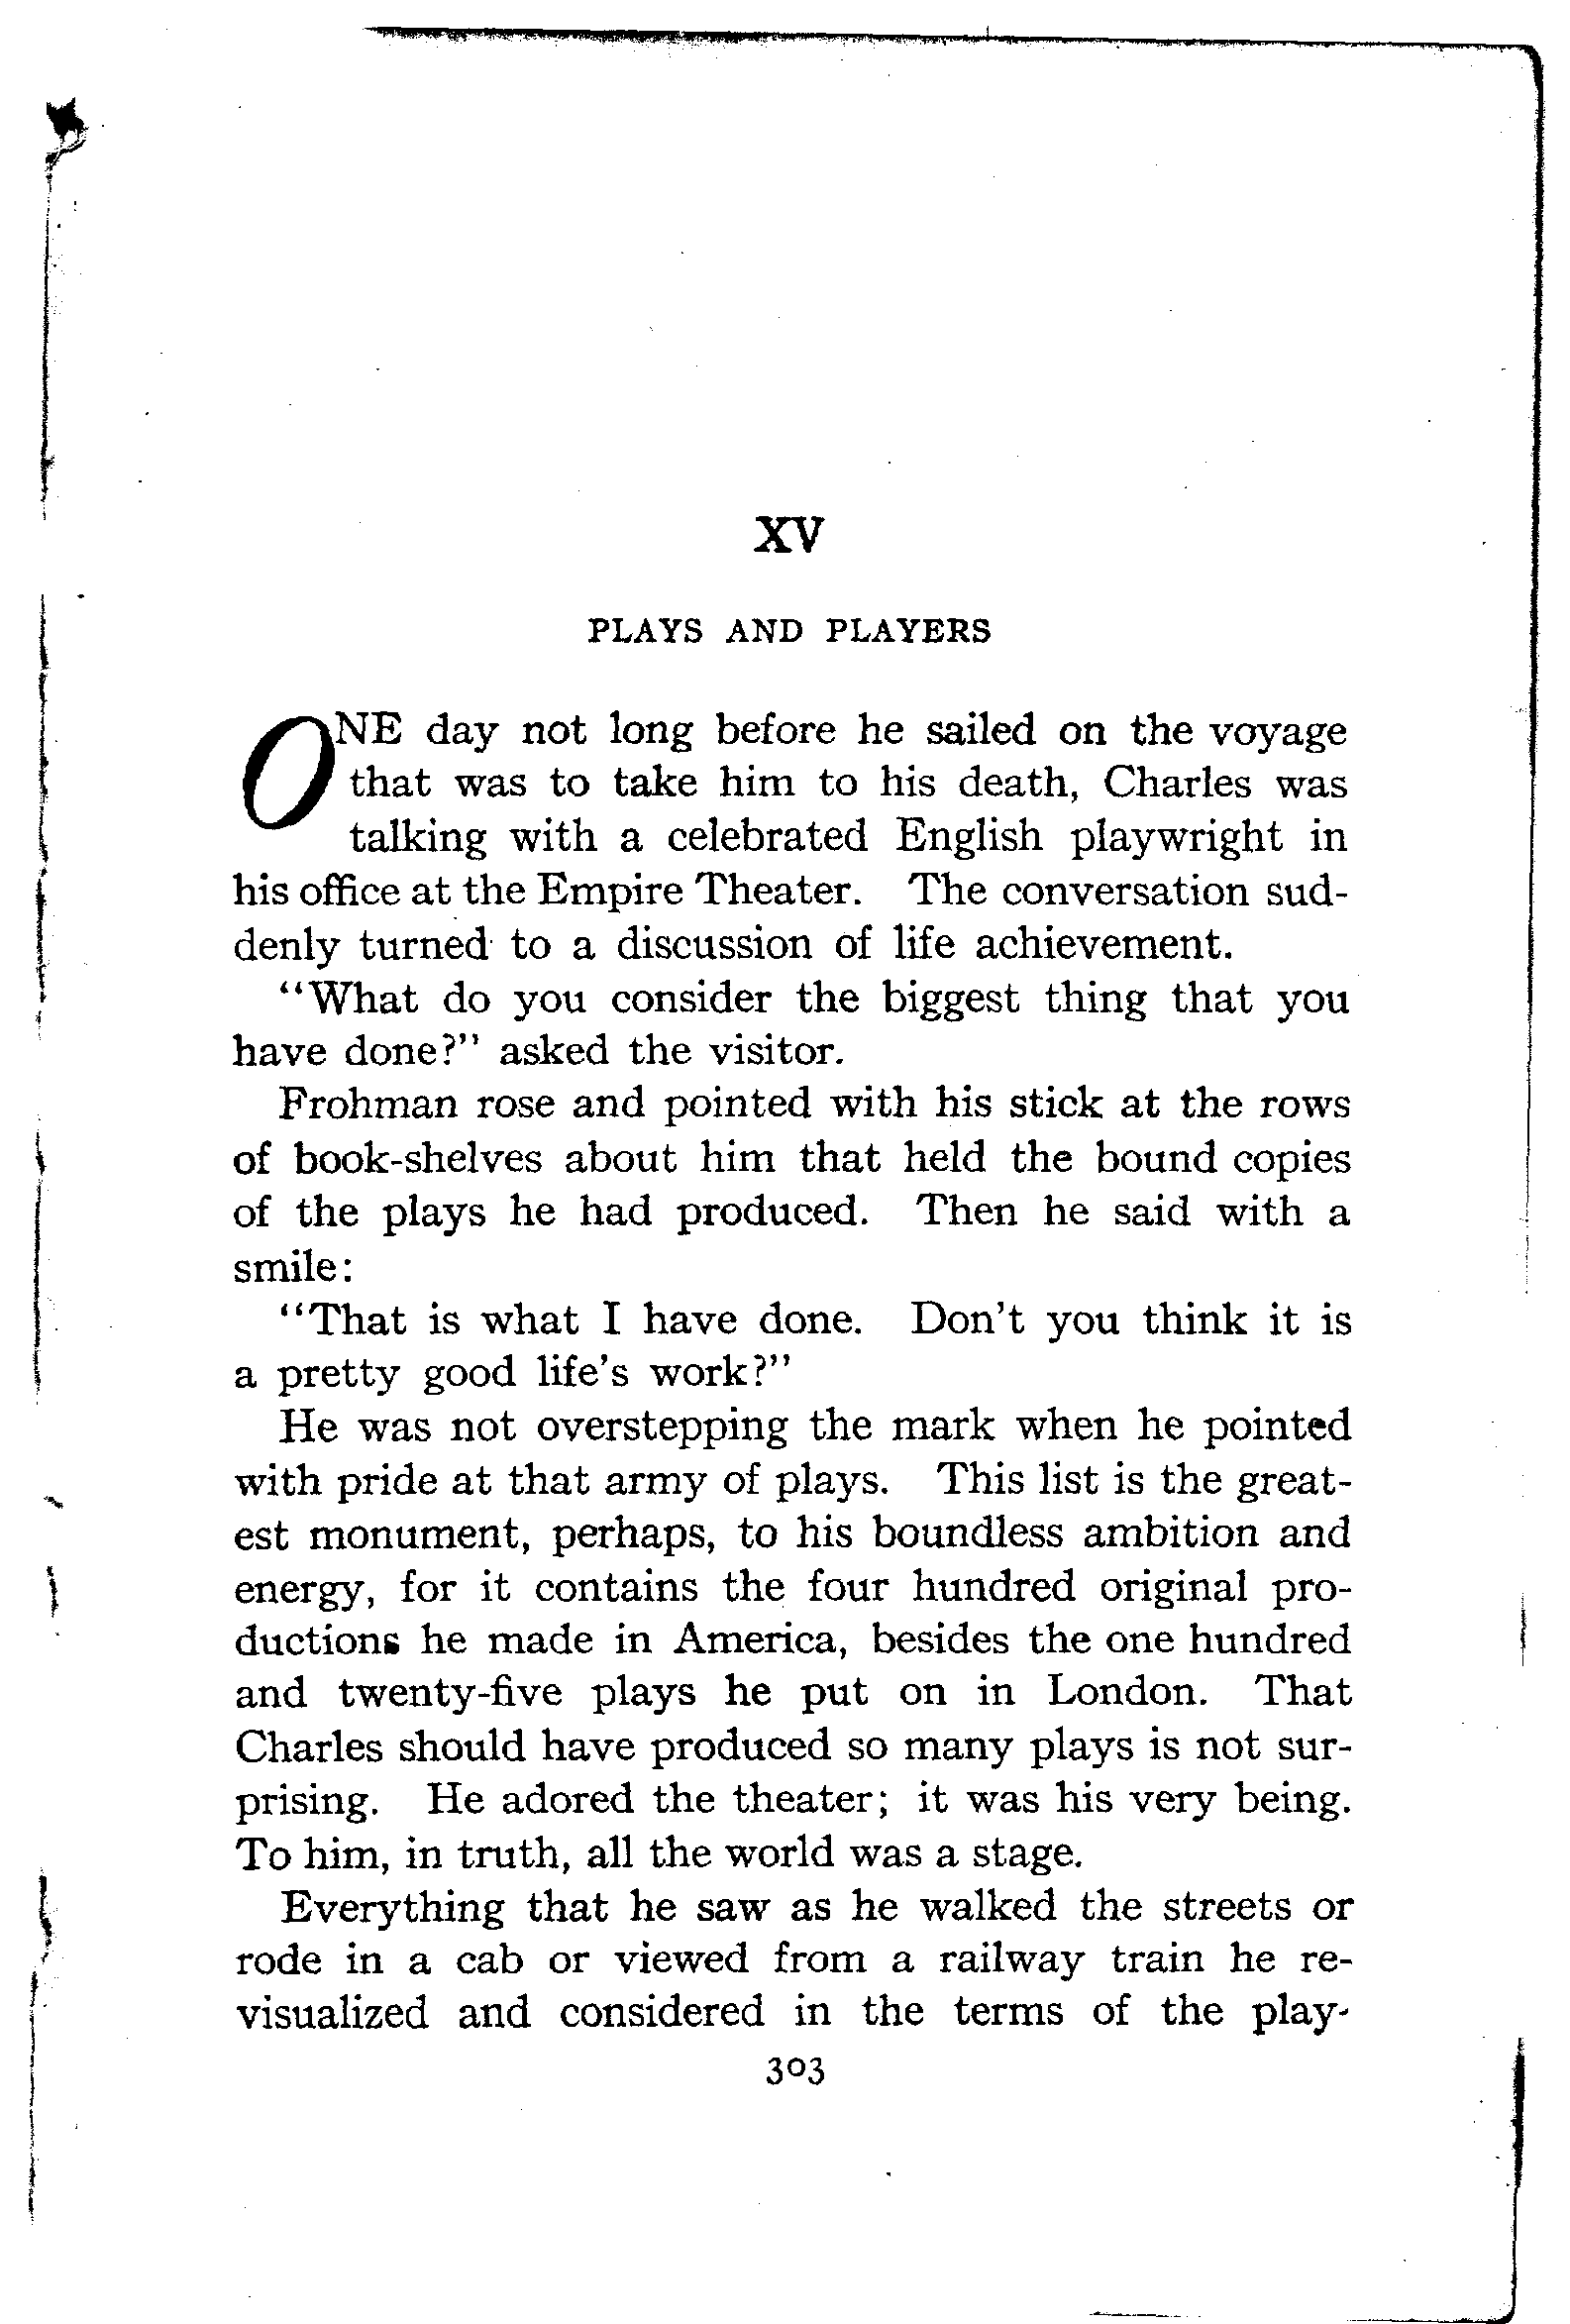 XV
PLAYS AND PLAYERS
ONE day not long before he sailed on the voyage
that was to take him to his death, Charles was
talking with a celebrated English playwright in
his office at the Empire Theater. The conversation sud-
denly turned to a discussion of life achievement.
"What do you consider the biggest thing that you
have done?" asked the visitor.
Frohman rose and pointed with his stick at the rows
of book-shelves about him that held the bound copies
of the plays he had produced. Then he said with a
smile:
"That is what I have done. Don't you think it is
a pretty good life's work?"
He was not overstepping the mark when he pointed
with pride at that army of plays. This list is the great-
est monument, perhaps, to his boundless ambition and
energy, for it contains the four hundred original pro-
ductions he made in America, besides the one hundred
and twenty-five plays he put on in London. That
Charles should have produced so many plays is not sur-
prising. He adored the theater; it was his very being.
To him, in truth, all the world was a stage.
Everything that he saw as he walked the streets or
rode in a cab or viewed from a railway train he re-
visualized and considered in the terms of the play-
303